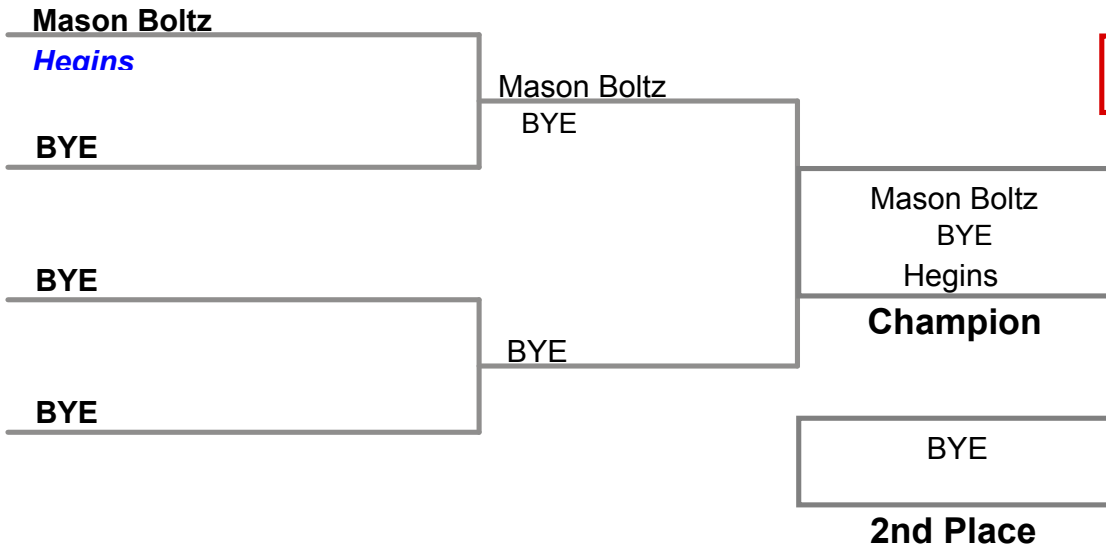 Mason Boltz
Hegins
BYE
BYE
BYE
Mason Boltz
BYE
BYE
Mason Boltz
BYE
Hegins
Champion
BYE
2nd Place